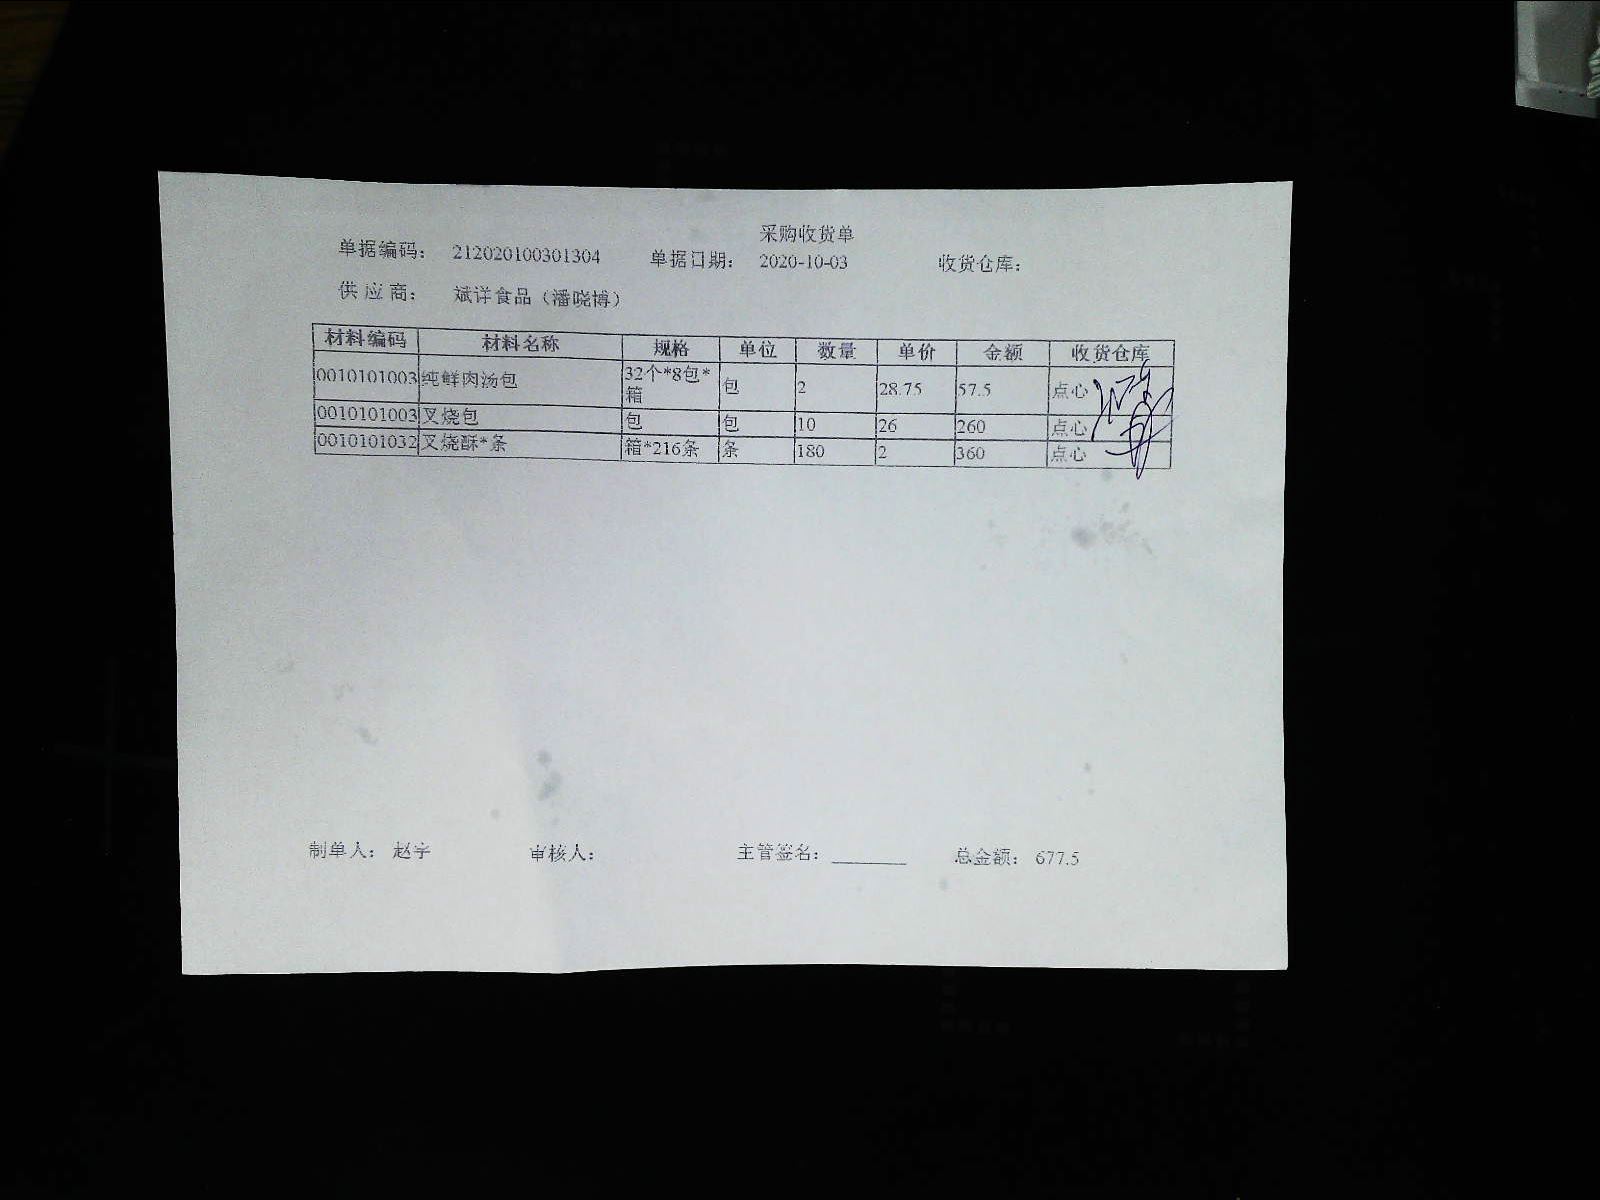 采购收货单
单据编码： 212020100301304 单据日期： 2020-10-03 收货仓库：
供 应 商： 斌详食品（潘晓博）
材料编码 材料名称 规格 单位 数量 单价 金额 收货仓库
0010101003 纯鲜肉汤包 32个*8包*箱 包 2 28.75 57.5 点心
0010101003 叉烧包 包 包 10 26 260 点心
0010101032 叉烧酥*条 箱*216条 条 180 2 360 点心
制单人： 赵宇 审核人： 主管签名： ________ 总金额： 677.5